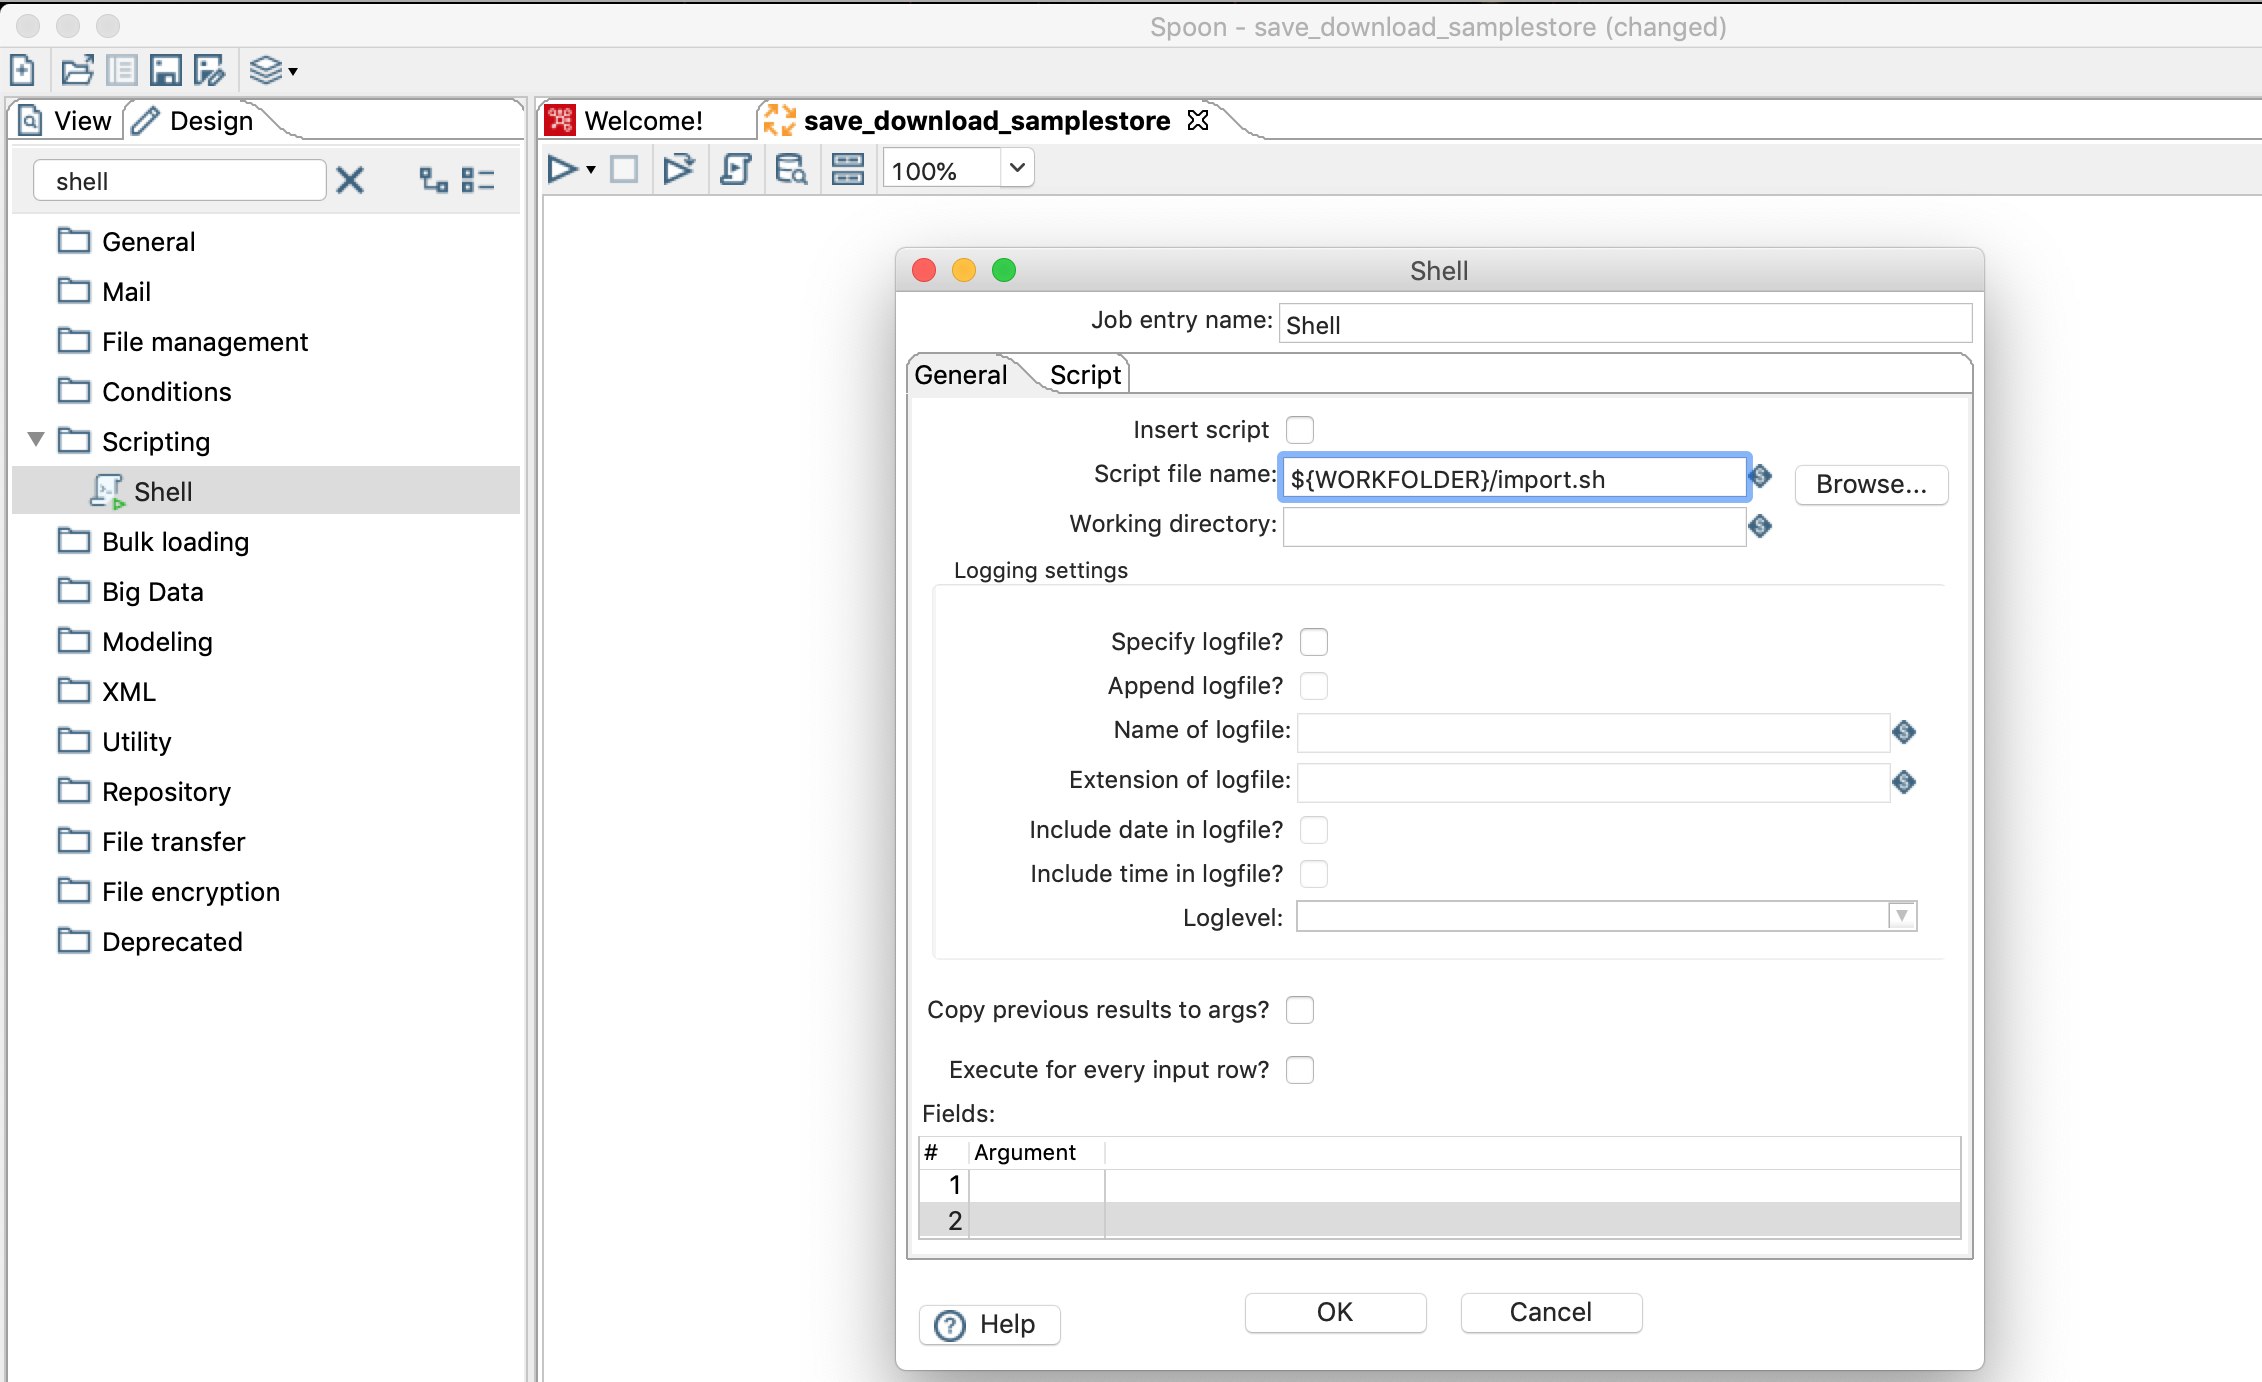 Spoon - save_download_samplestore (changed)
View
Design
shell
General
Mail
File management
Conditions
Scripting
Shell
Bulk loading
Big Data
Modeling
XML
Utility
Repository
File transfer
File encryption
Deprecated
Welcome!
save_download_samplestore
100%
Shell
Job entry name: Shell
General
Script
Insert script
Script file name: ${WORKFOLDER}/import.sh
Browse...
Working directory:
Logging settings
Specify logfile?
Append logfile?
Name of logfile:
Extension of logfile:
Include date in logfile?
Include time in logfile?
Loglevel:
Copy previous results to args?
Execute for every input row?
Fields:
# Argument
1
2
Help
OK
Cancel